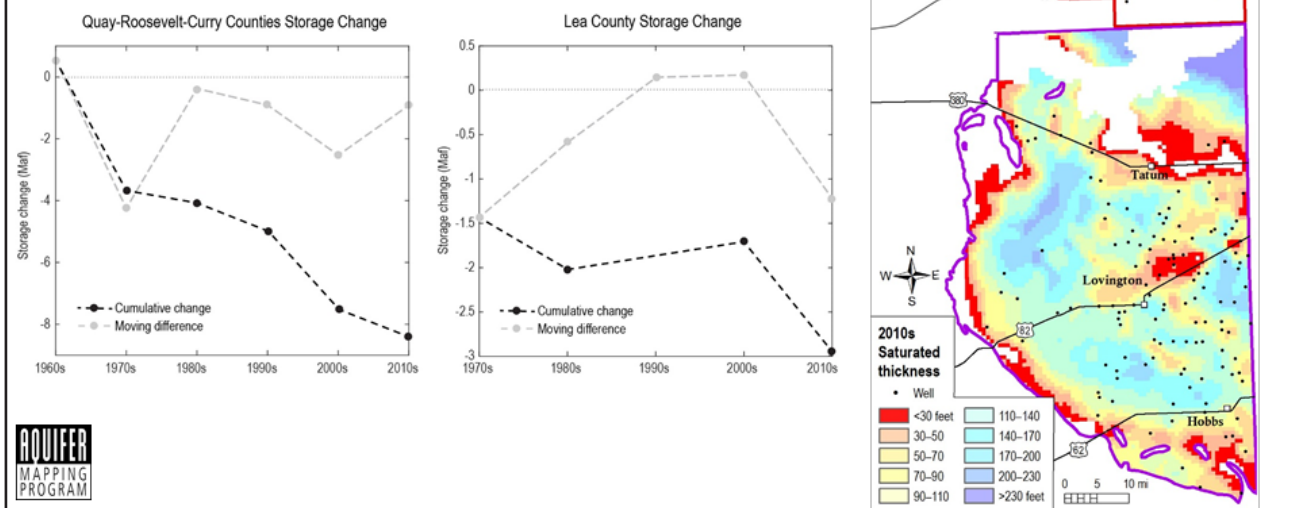 Quay-Roosevelt-Curry Counties Storage Change
Storage change (Maf)
0
-2
-4
-6
-8
Cumulative change
Moving difference
1960s 1970s 1980s 1990s 2000s 2010s
Lea County Storage Change
Storage change (Maf)
0.5
0
-0.5
-1
-1.5
-2
-2.5
-3
Cumulative change
Moving difference
1970s 1980s 1990s 2000s 2010s
380
Tatum
N
W E
S
Lovington
82
Hobbs
62
2010s
Saturated
thickness
Well
<30 feet 110–140
30–50 140–170
50–70 170–200
70–90 200–230
90–110 >230 feet
0 5 10 mi
AQUIFER
MAPPING
PROGRAM